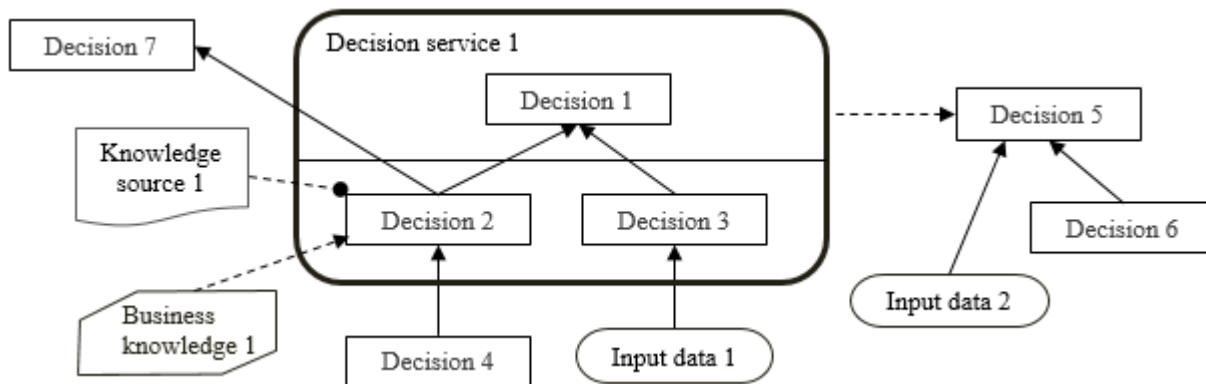 Decision 7
Decision service 1
Decision 1
Decision 5
Knowledge
source 1
Decision 2
Decision 3
Decision 6
Business
knowledge 1
Input data 2
Decision 4
Input data 1